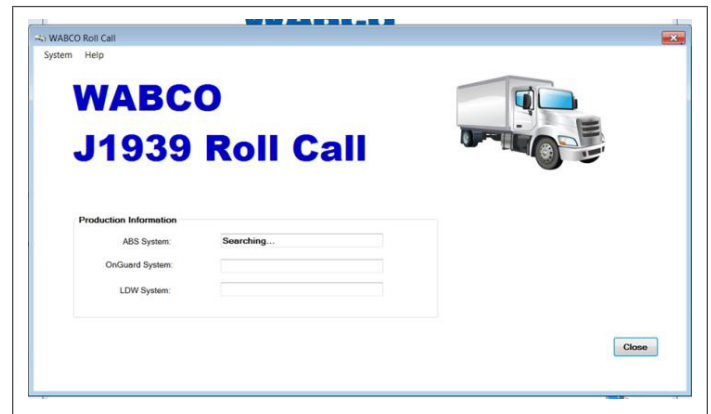 WABCO
WABCO Roll Call
System Help
WABCO
J1939 Roll Call
Production Information
ABS System: Searching...
OnGuard System:
LDW System:
Close